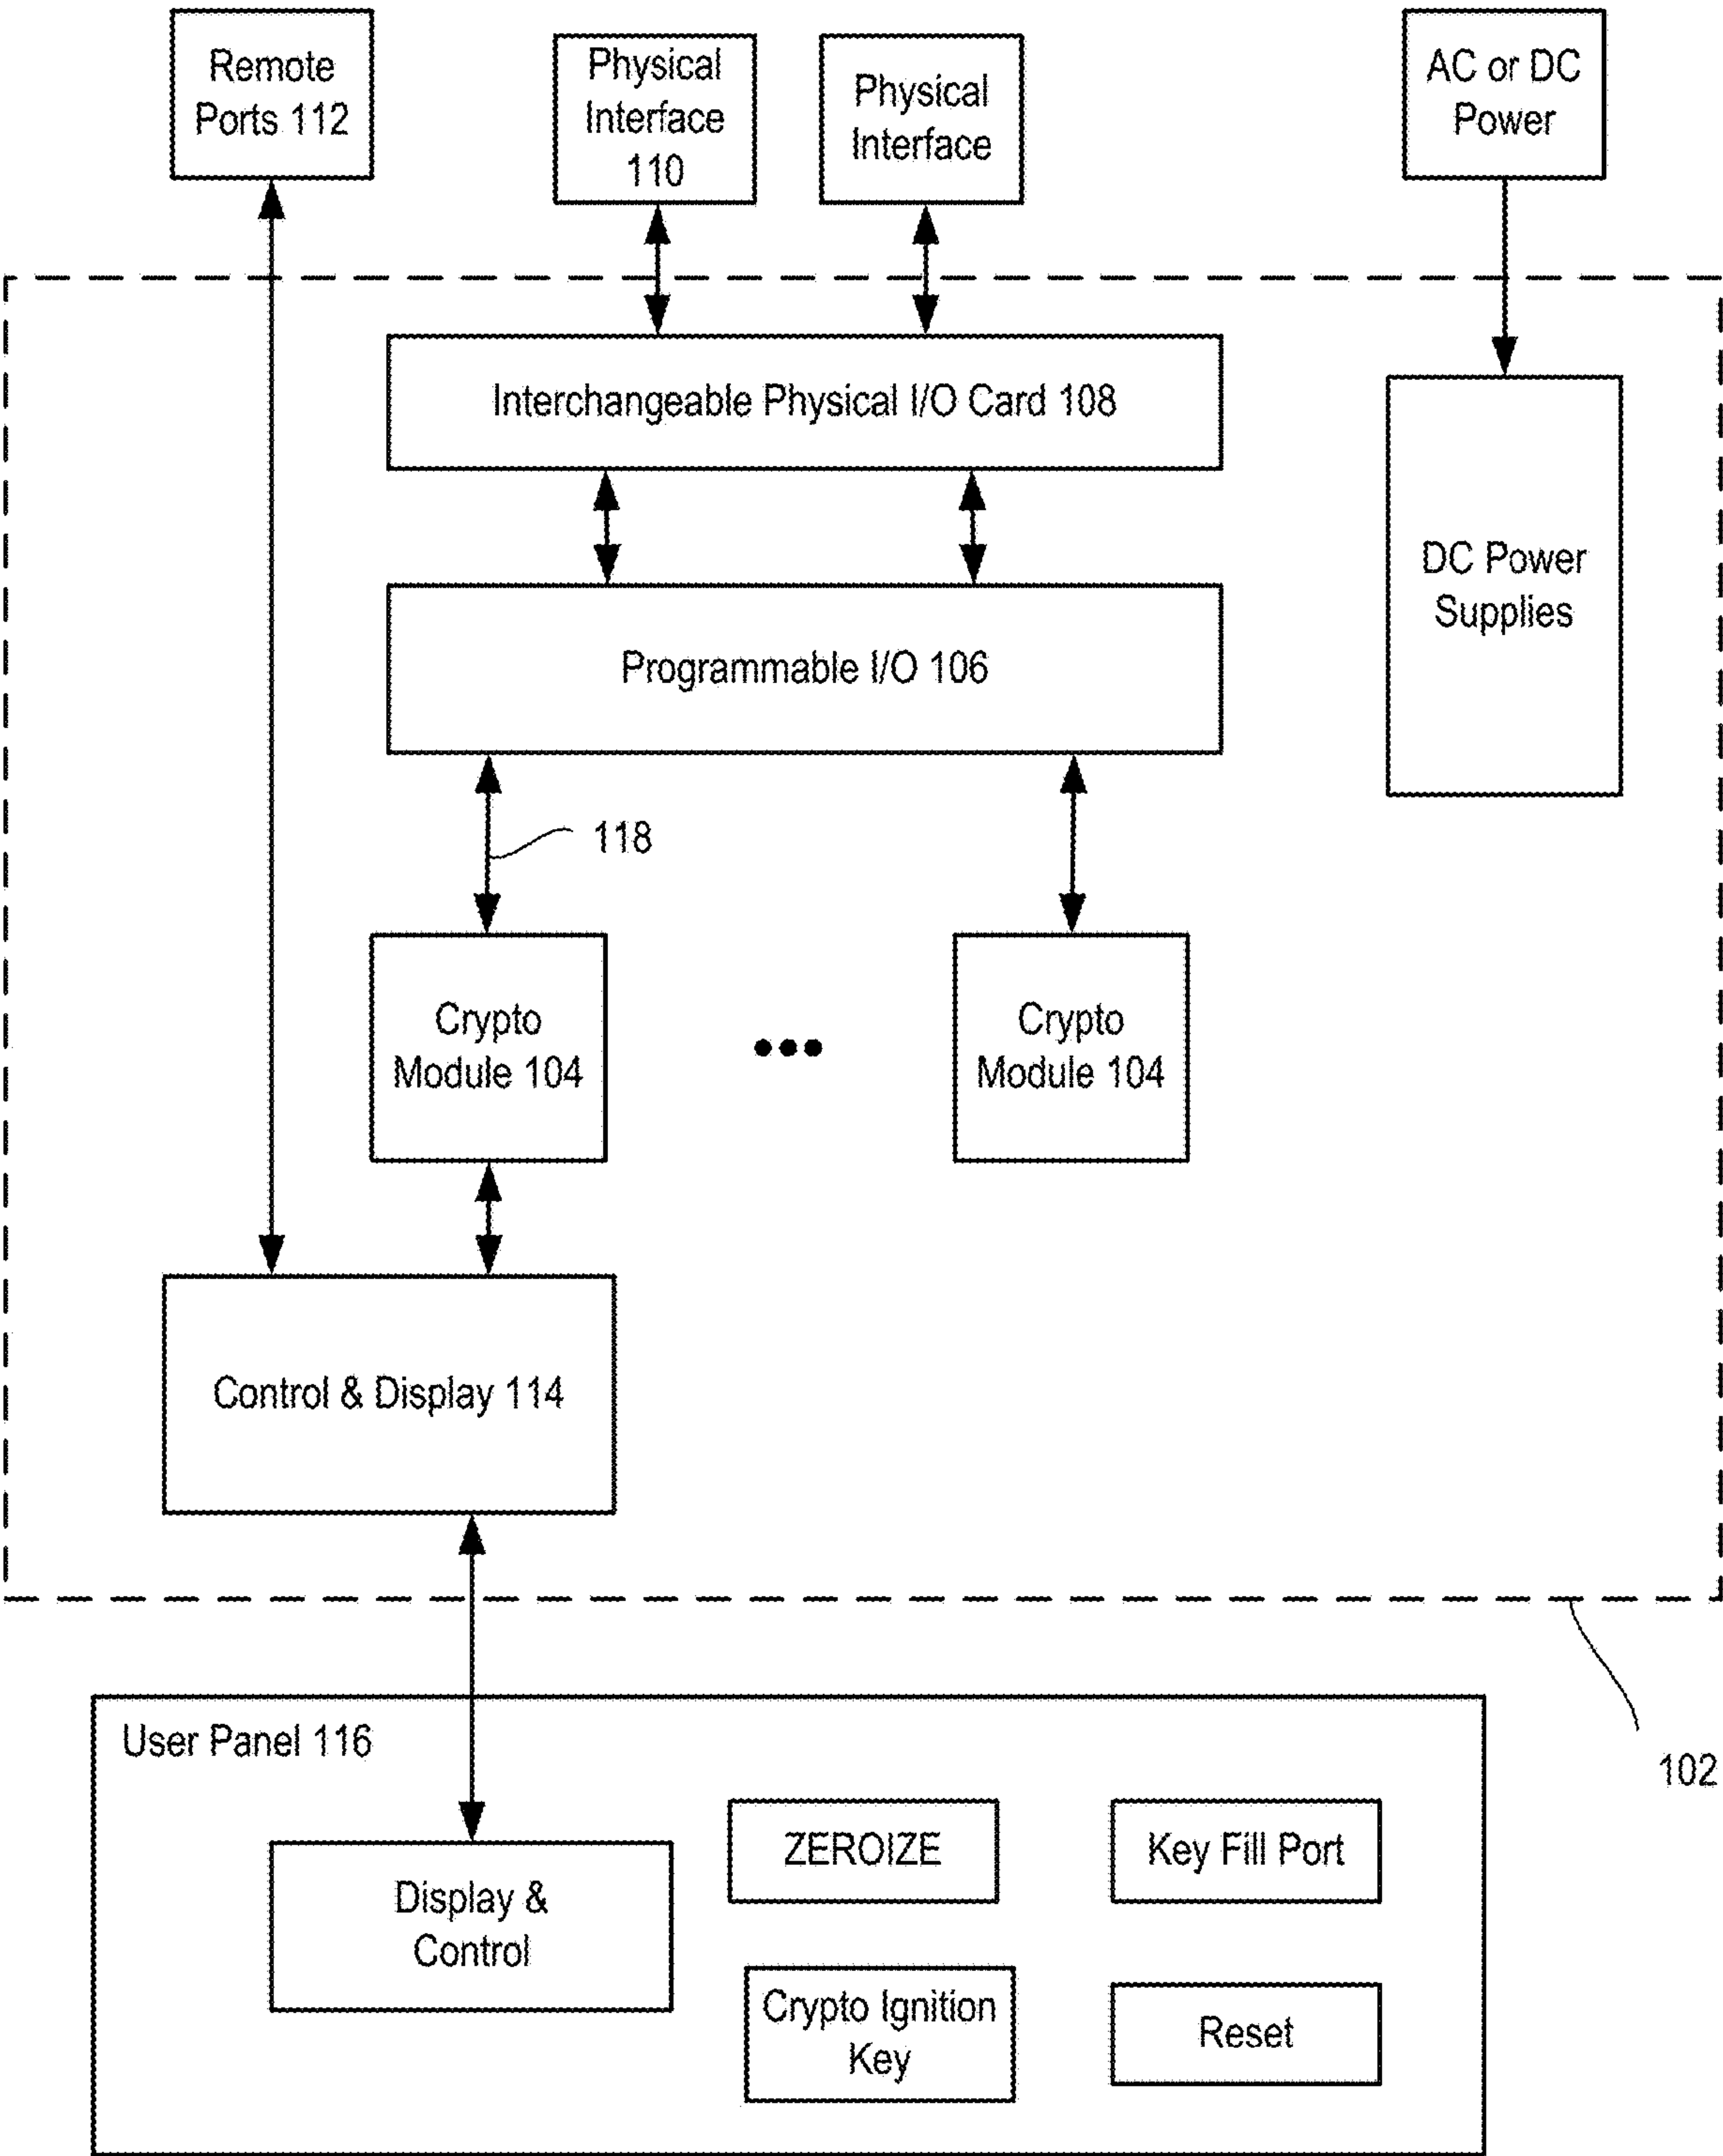 Remote
Ports 112
Physical
Interface
110
Physical
Interface
AC or DC
Power
Interchangeable Physical I/O Card 108
DC Power
Supplies
Programmable I/O 106
118
Crypto
Module 104
Crypto
Module 104
Control & Display 114
102
User Panel 116
ZEROIZE
Key Fill Port
Display &
Control
Crypto Ignition
Key
Reset